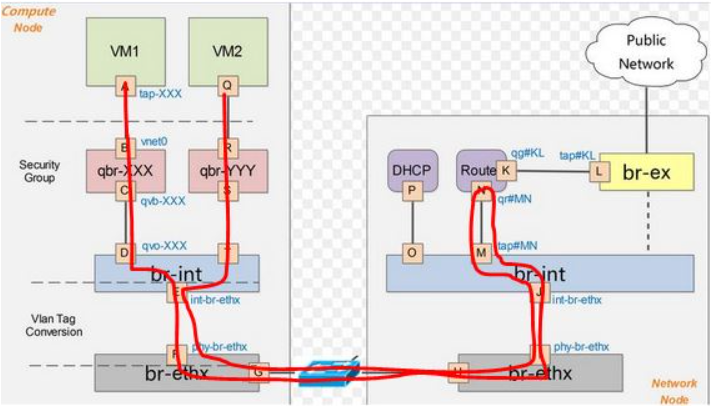 Compute
Node
VM1
VM2
A
Q
tap-XXX
Public
Network
vnet0
B
R
Security
Group
qbr-XXX
qbr-YYY
C
S
qvb-XXX
DHCP
Route
P
N
K
qg#KL
tap#KL
L
br-ex
qr#MN
qvo-XXX
D
br-int
E
int-br-ethx
O
M
tap#MN
br-int
J
int-br-ethx
Vlan Tag
Conversion
F
phy-br-ethx
br-ethx
G
H
phy-br-ethx
br-ethx
Network
Node